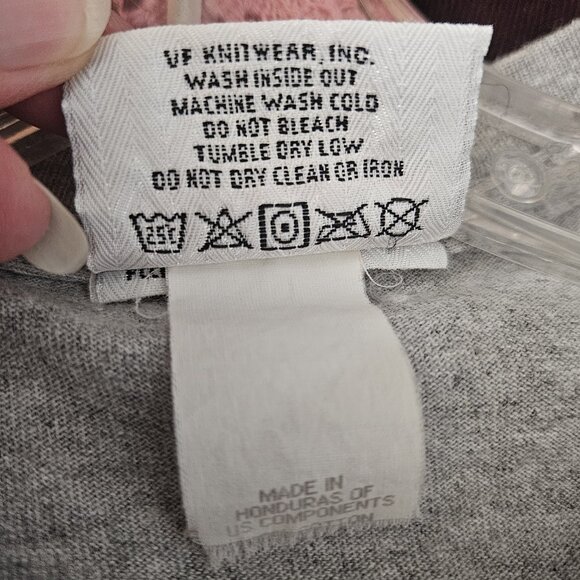 VF KNITWEAR, INC.
WASH INSIDE OUT
MACHINE WASH COLD
DO NOT BLEACH
TUMBLE DRY LOW
DO NOT DRY CLEAN OR IRON
MADE IN
HONDURAS OF
US COMPONENTS